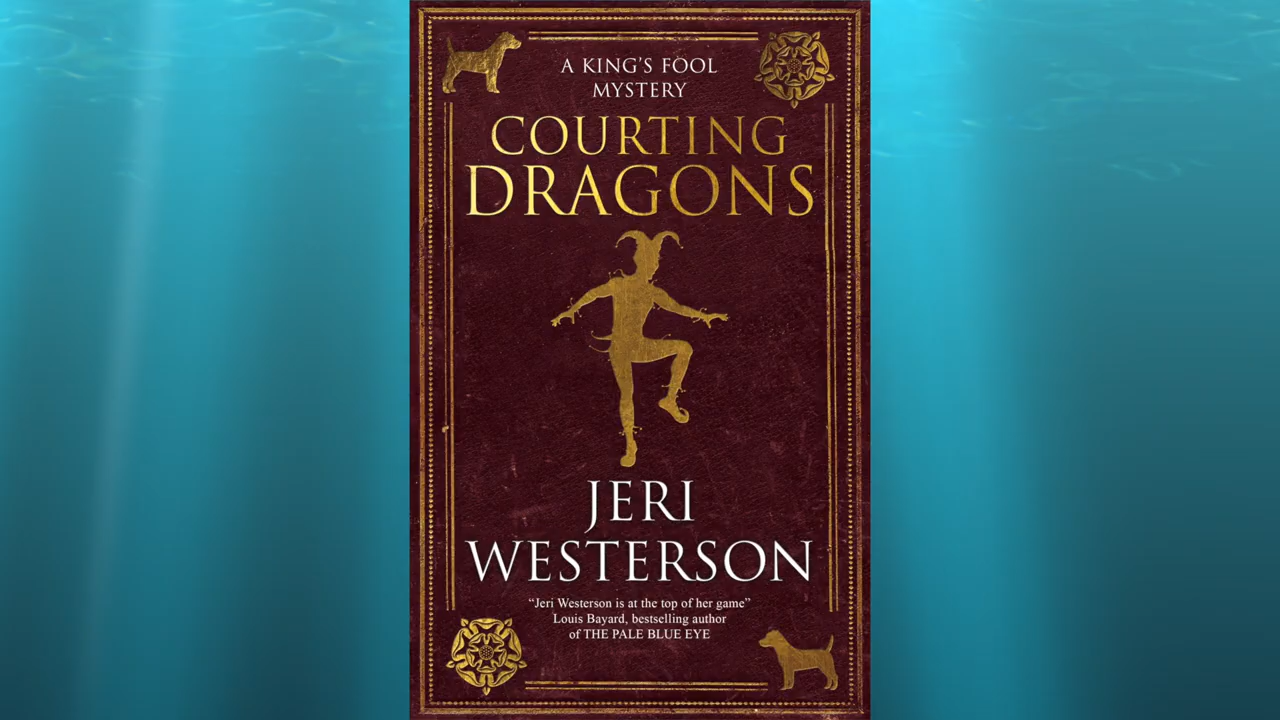 A KING'S FOOL
MYSTERY
COURTING
DRAGONS
JERI
WESTERSON
“Jeri Westerson is at the top of her game”
Louis Bayard, bestselling author
of THE PALE BLUE EYE